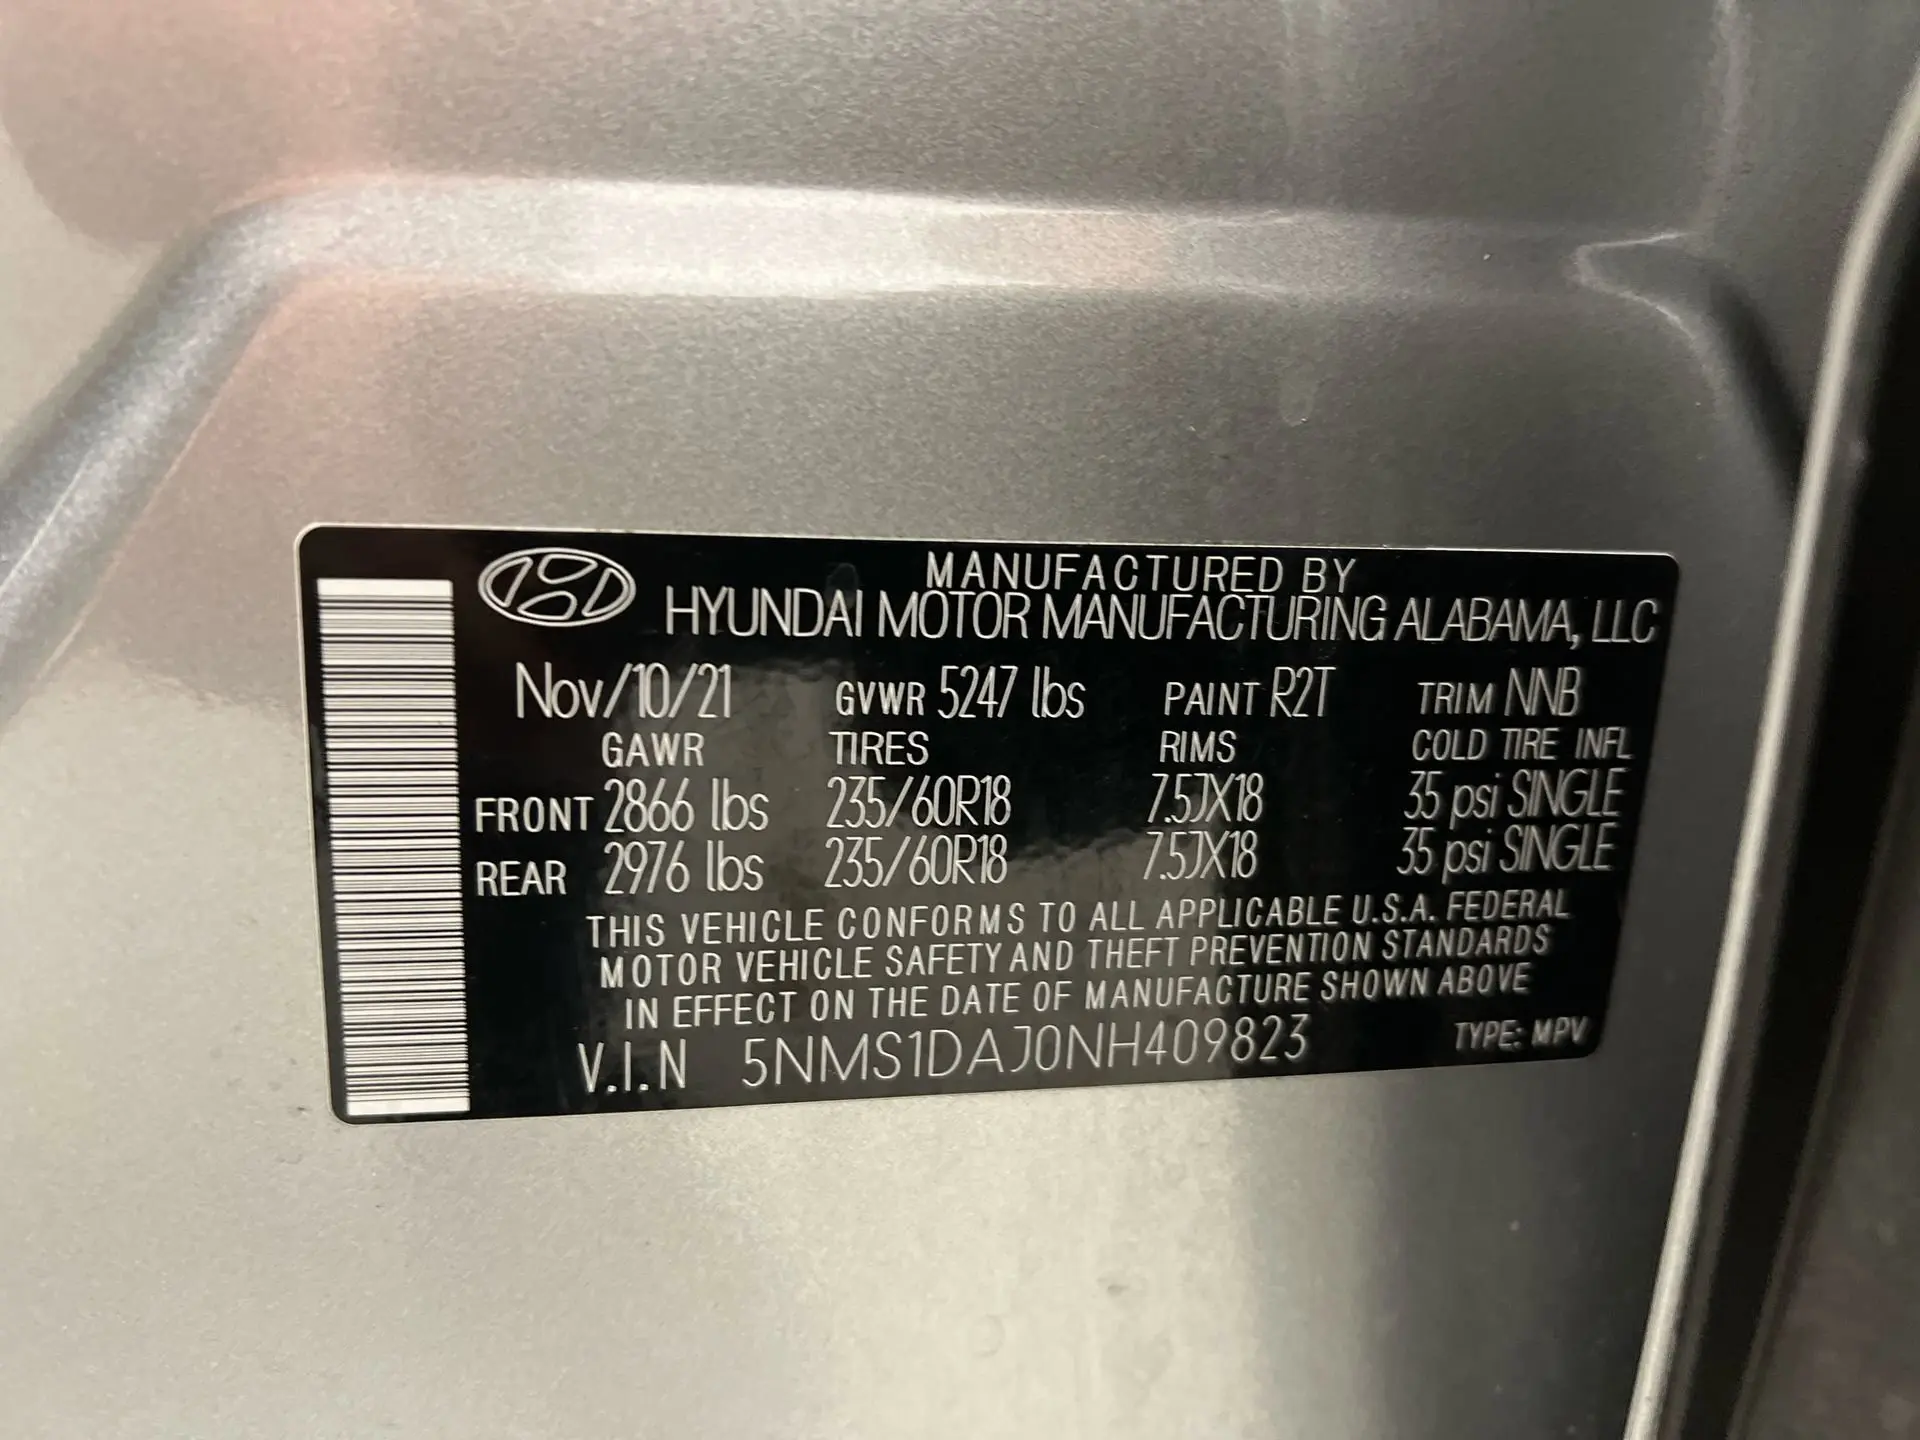 MANUFACTURED BY
HYUNDAI MOTOR MANUFACTURING ALABAMA, LLC
Nov/10/21 GVWR 5247 lbs PAINT R2T TRIM NNB
GAWR TIRES RIMS COLD TIRE INFL
FRONT 2866 lbs 235/60R18 7.5JX18 35 psi SINGLE
REAR 2976 lbs 235/60R18 7.5JX18 35 psi SINGLE
THIS VEHICLE CONFORMS TO ALL APPLICABLE U.S.A. FEDERAL
MOTOR VEHICLE SAFETY AND THEFT PREVENTION STANDARDS
IN EFFECT ON THE DATE OF MANUFACTURE SHOWN ABOVE
V.I.N 5NMS1DAJ0NH409823 TYPE: MPV